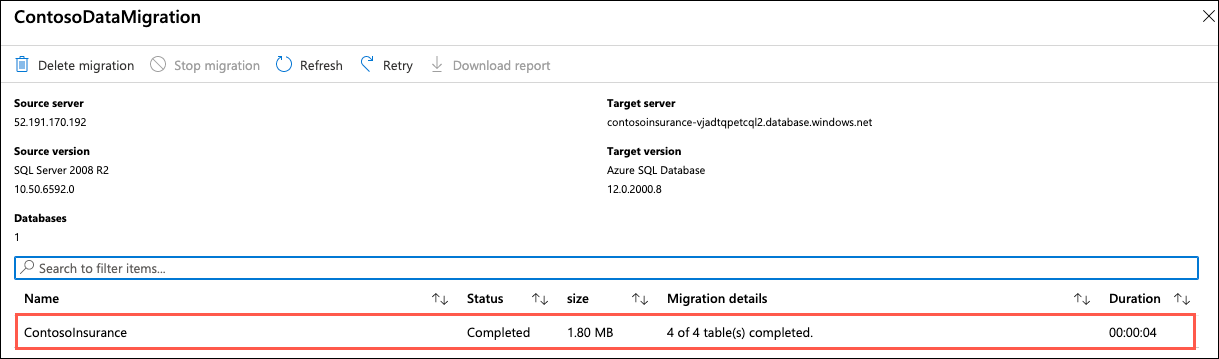 ContosoDataMigration
Delete migration Stop migration Refresh Retry Download report
Source server Target server
52.191.170.192 contosoinsurance-vjadtqpetcql2.database.windows.net
Source version Target version
SQL Server 2008 R2 Azure SQL Database
10.50.6592.0 12.0.2000.8
Databases
1
Search to filter items...
Name Status size Migration details Duration
ContosoInsurance Completed 1.80 MB 4 of 4 table(s) completed. 00:00:04